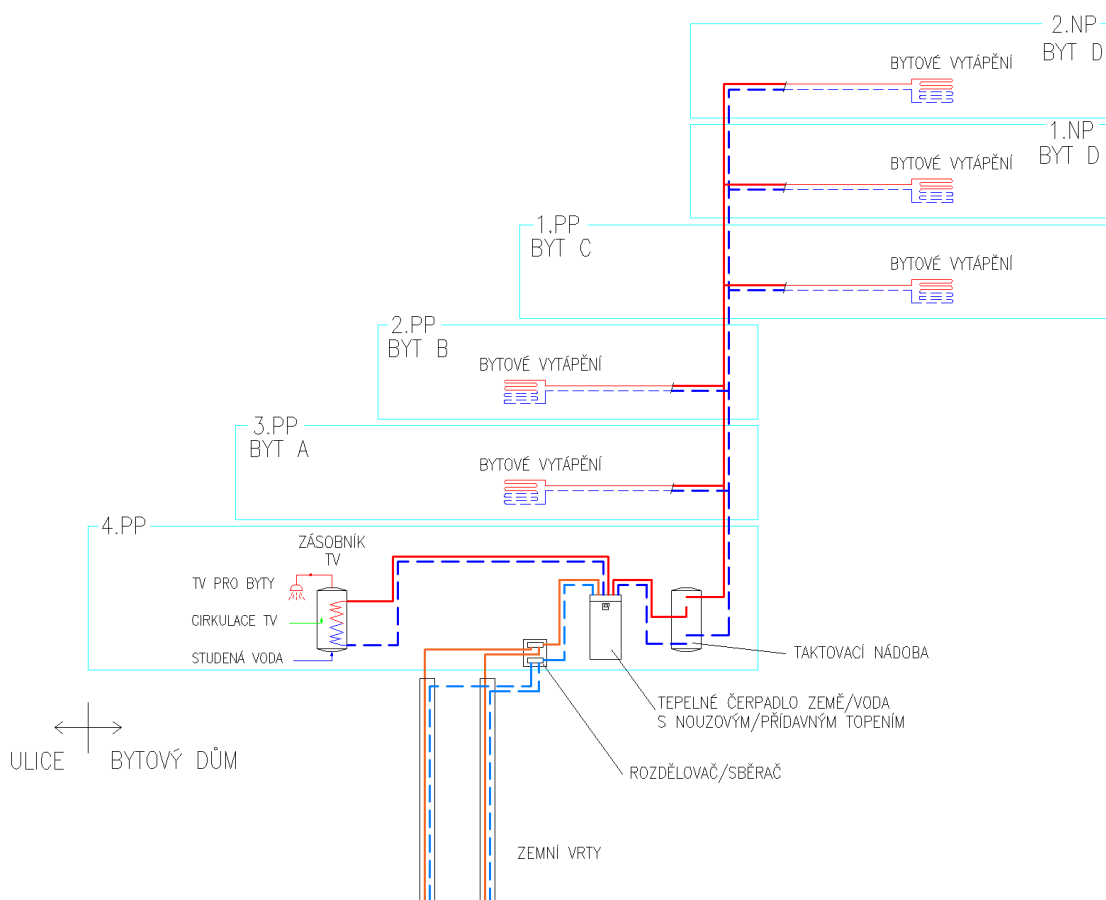 2.NP
BYT D
BYTOVÉ VYTÁPĚNÍ
1.NP
BYT D
BYTOVÉ VYTÁPĚNÍ
1.PP
BYT C
BYTOVÉ VYTÁPĚNÍ
2.PP
BYT B
BYTOVÉ VYTÁPĚNÍ
3.PP
BYT A
BYTOVÉ VYTÁPĚNÍ
4.PP
ZÁSOBNÍK
TV
TV PRO BYTY
CIRKULACE TV
STUDENÁ VODA
TAKTOVACÍ NÁDOBA
TEPELNÉ ČERPADLO ZEMĚ/VODA
S NOUZOVÝM/PŘÍDAVNÝM TOPENÍM
ULICE
BYTOVÝ DŮM
ROZDĚLOVAČ/SBĚRAČ
ZEMNÍ VRTY